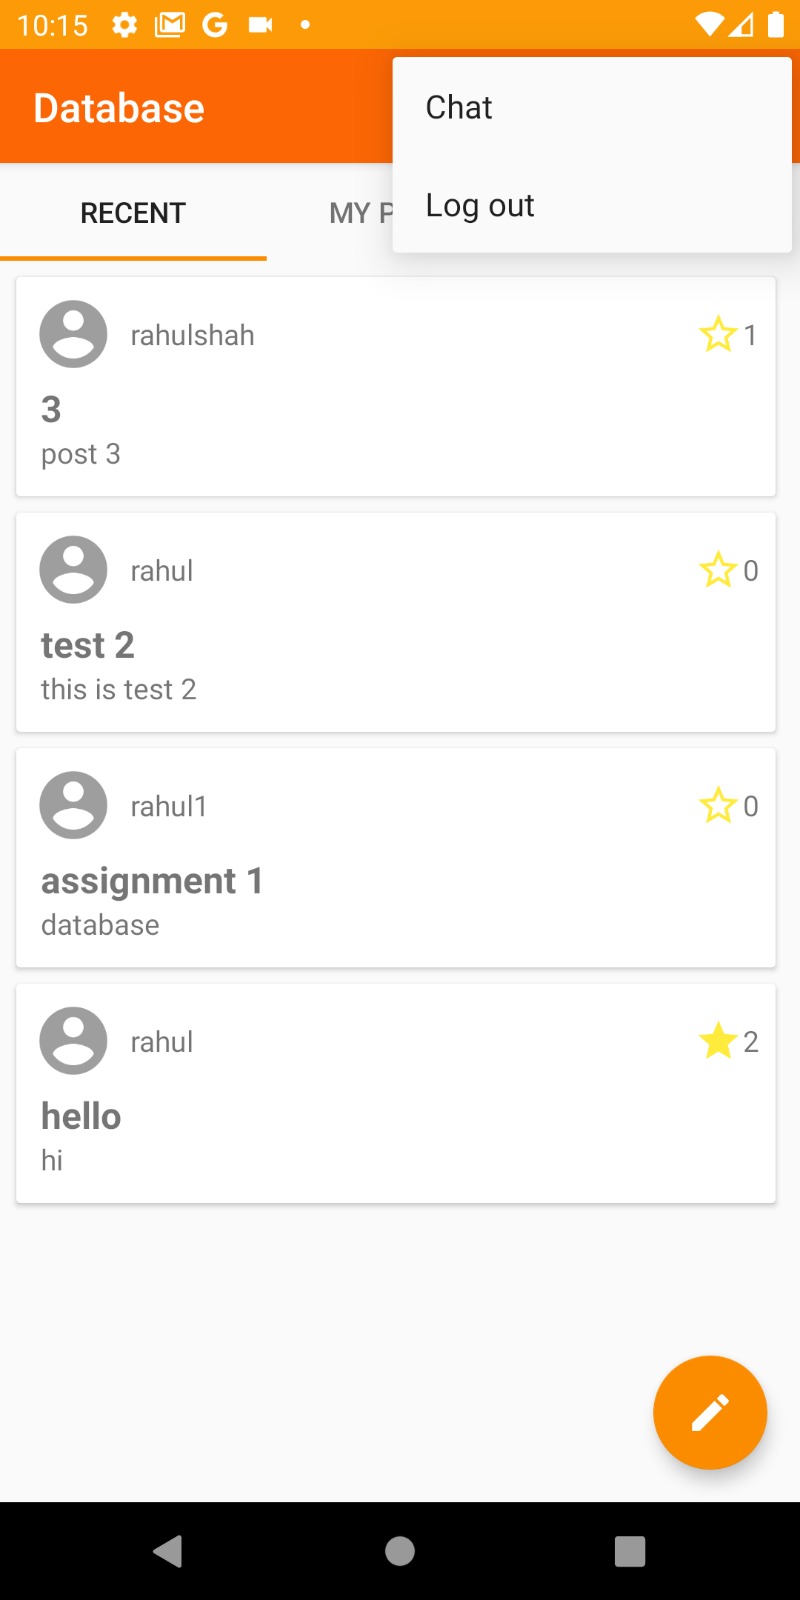 10:15
Database
Chat
Log out
RECENT
MY P
rahulshah
1
3
post 3
rahul
0
test 2
this is test 2
rahul1
0
assignment 1
database
rahul
2
hello
hi